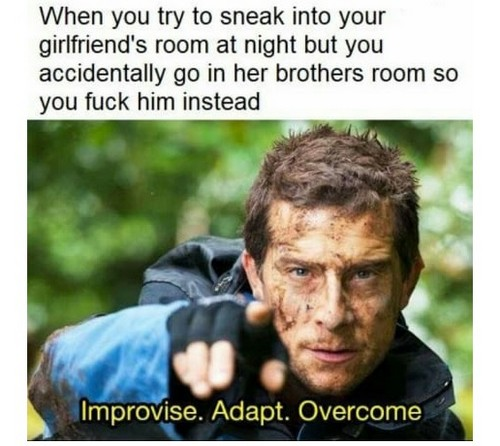 When you try to sneak into your
girlfriend's room at night but you
accidentally go in her brothers room so
you fuck him instead
Improvise. Adapt. Overcome